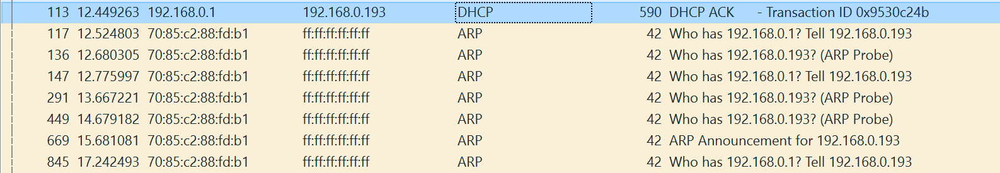 113 12.449263 192.168.0.1 192.168.0.193 DHCP 590 DHCP ACK - Transaction ID 0x9530c24b
117 12.524803 70:85:c2:88:fd:b1 ff:ff:ff:ff:ff:ff ARP 42 Who has 192.168.0.1? Tell 192.168.0.193
136 12.680305 70:85:c2:88:fd:b1 ff:ff:ff:ff:ff:ff ARP 42 Who has 192.168.0.193? (ARP Probe)
147 12.775997 70:85:c2:88:fd:b1 ff:ff:ff:ff:ff:ff ARP 42 Who has 192.168.0.1? Tell 192.168.0.193
291 13.667221 70:85:c2:88:fd:b1 ff:ff:ff:ff:ff:ff ARP 42 Who has 192.168.0.193? (ARP Probe)
449 14.679182 70:85:c2:88:fd:b1 ff:ff:ff:ff:ff:ff ARP 42 Who has 192.168.0.193? (ARP Probe)
669 15.681081 70:85:c2:88:fd:b1 ff:ff:ff:ff:ff:ff ARP 42 ARP Announcement for 192.168.0.193
845 17.242493 70:85:c2:88:fd:b1 ff:ff:ff:ff:ff:ff ARP 42 Who has 192.168.0.1? Tell 192.168.0.193